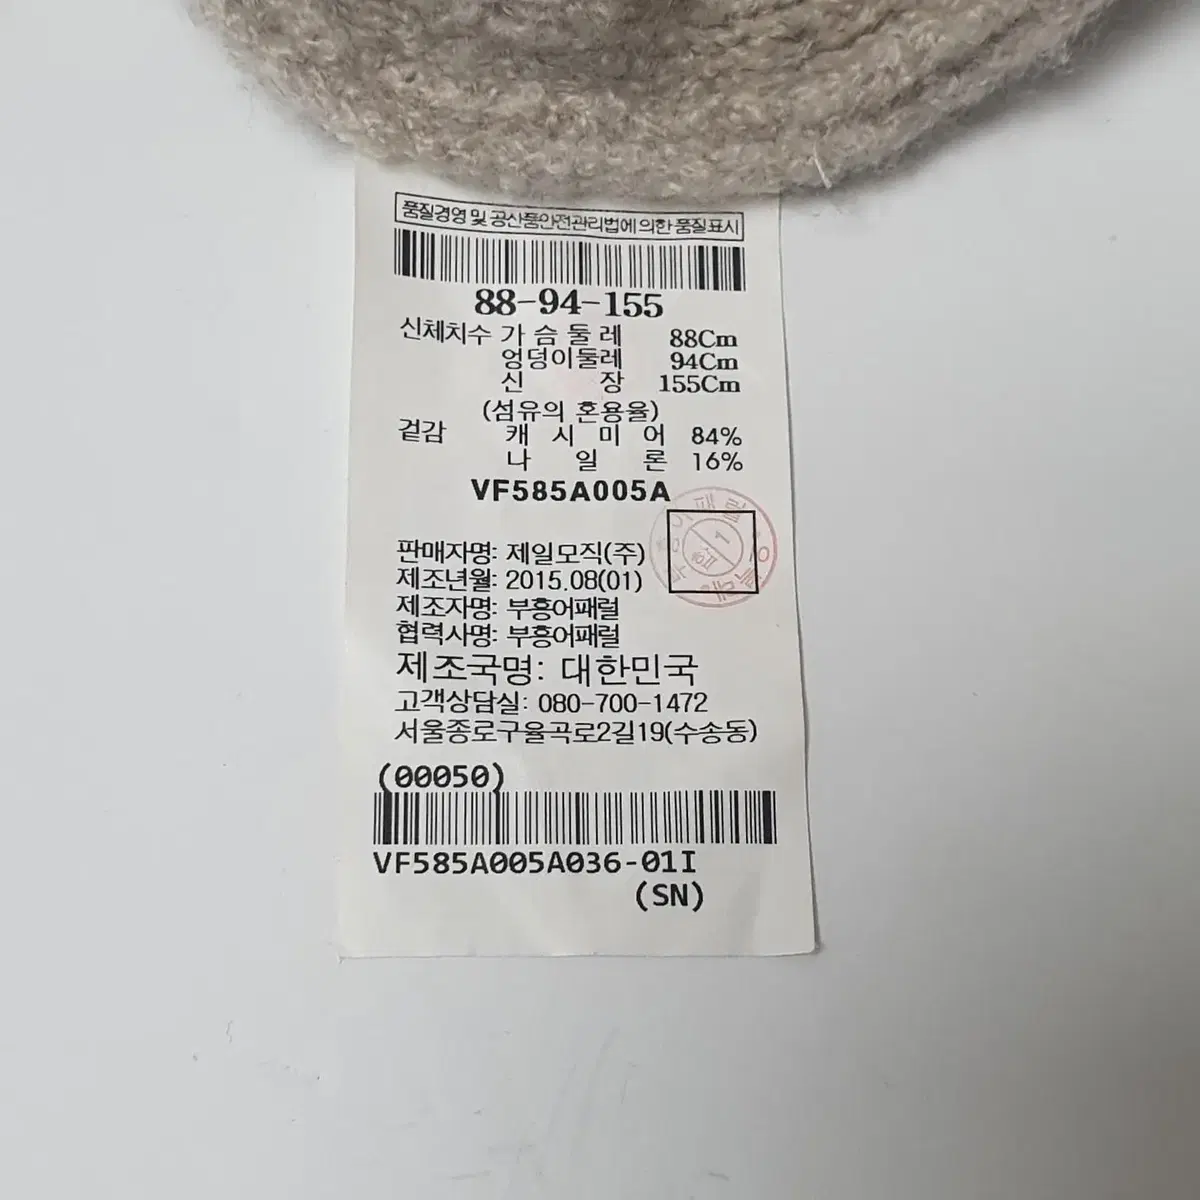 품질경영 및 공산품안전관리법에 의한 품질표시
88-94-155
신체치수 가슴둘레 88Cm
엉덩이둘레 94Cm
신 장 155Cm
(섬유의 혼용율)
겉감 캐 시 미 어 84%
나 일 론 16%
VF585A005A
판매자명: 제일모직(주)
제조년월: 2015.08(01)
제조자명: 부흥어패럴
협력사명: 부흥어패럴
제조국명: 대한민국
고객상담실: 080-700-1472
서울종로구율곡로2길19(수송동)
(00050)
VF585A005A036-01I
(SN)